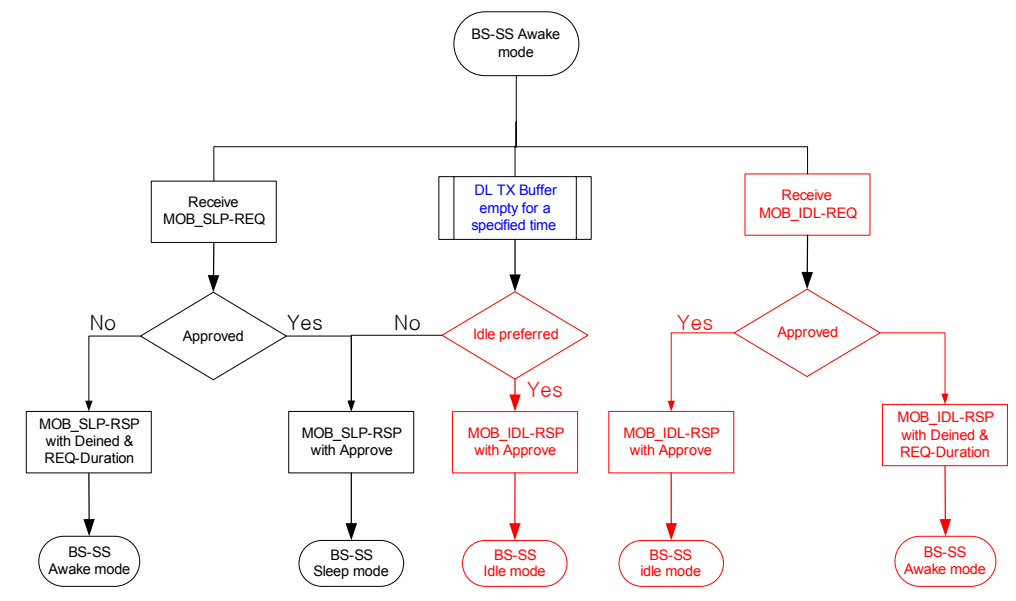 BS-SS Awake
mode
Receive
MOB_SLP-REQ
DL TX Buffer
empty for a
specified time
Receive
MOB_IDL-REQ
No
Approved
Yes
No
Idle preferred
Yes
Yes
Approved
MOB_SLP-RSP
with Deined &
REQ-Duration
MOB_SLP-RSP
with Approve
MOB_IDL-RSP
with Approve
MOB_IDL-RSP
with Approve
MOB_IDL-RSP
with Deined &
REQ-Duration
BS-SS
Awake mode
BS-SS
Sleep mode
BS-SS
Idle mode
BS-SS
idle mode
BS-SS
Awake mode